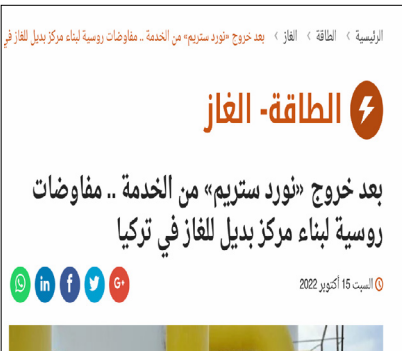 الرئيسية › الطاقة › الغاز › بعد خروج «نورد ستريم» من الخدمة .. مفاوضات روسية لبناء مركز بديل للغاز في
الطاقة- الغاز
بعد خروج «نورد ستريم» من الخدمة .. مفاوضات
روسية لبناء مركز بديل للغاز في تركيا
السبت 15 أكتوبر 2022
G+ f in